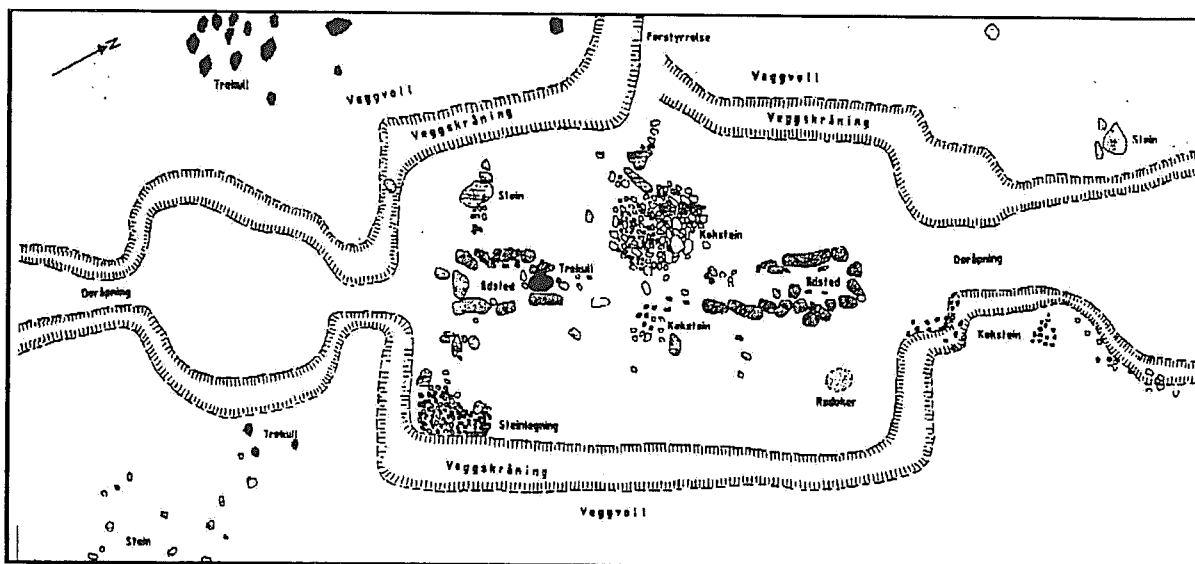 Forstyrrelse
N
Trekull
Veggvoll
Veggvoll
Veggskråning
Veggskråning
Stein
Stein
Kokstein
Trekull
Ildsted
Ildsted
Døråpning
Døråpning
Kokstein
Kokstein
Rødoker
Steinlegning
Trekull
Veggskråning
Veggvoll
Stein